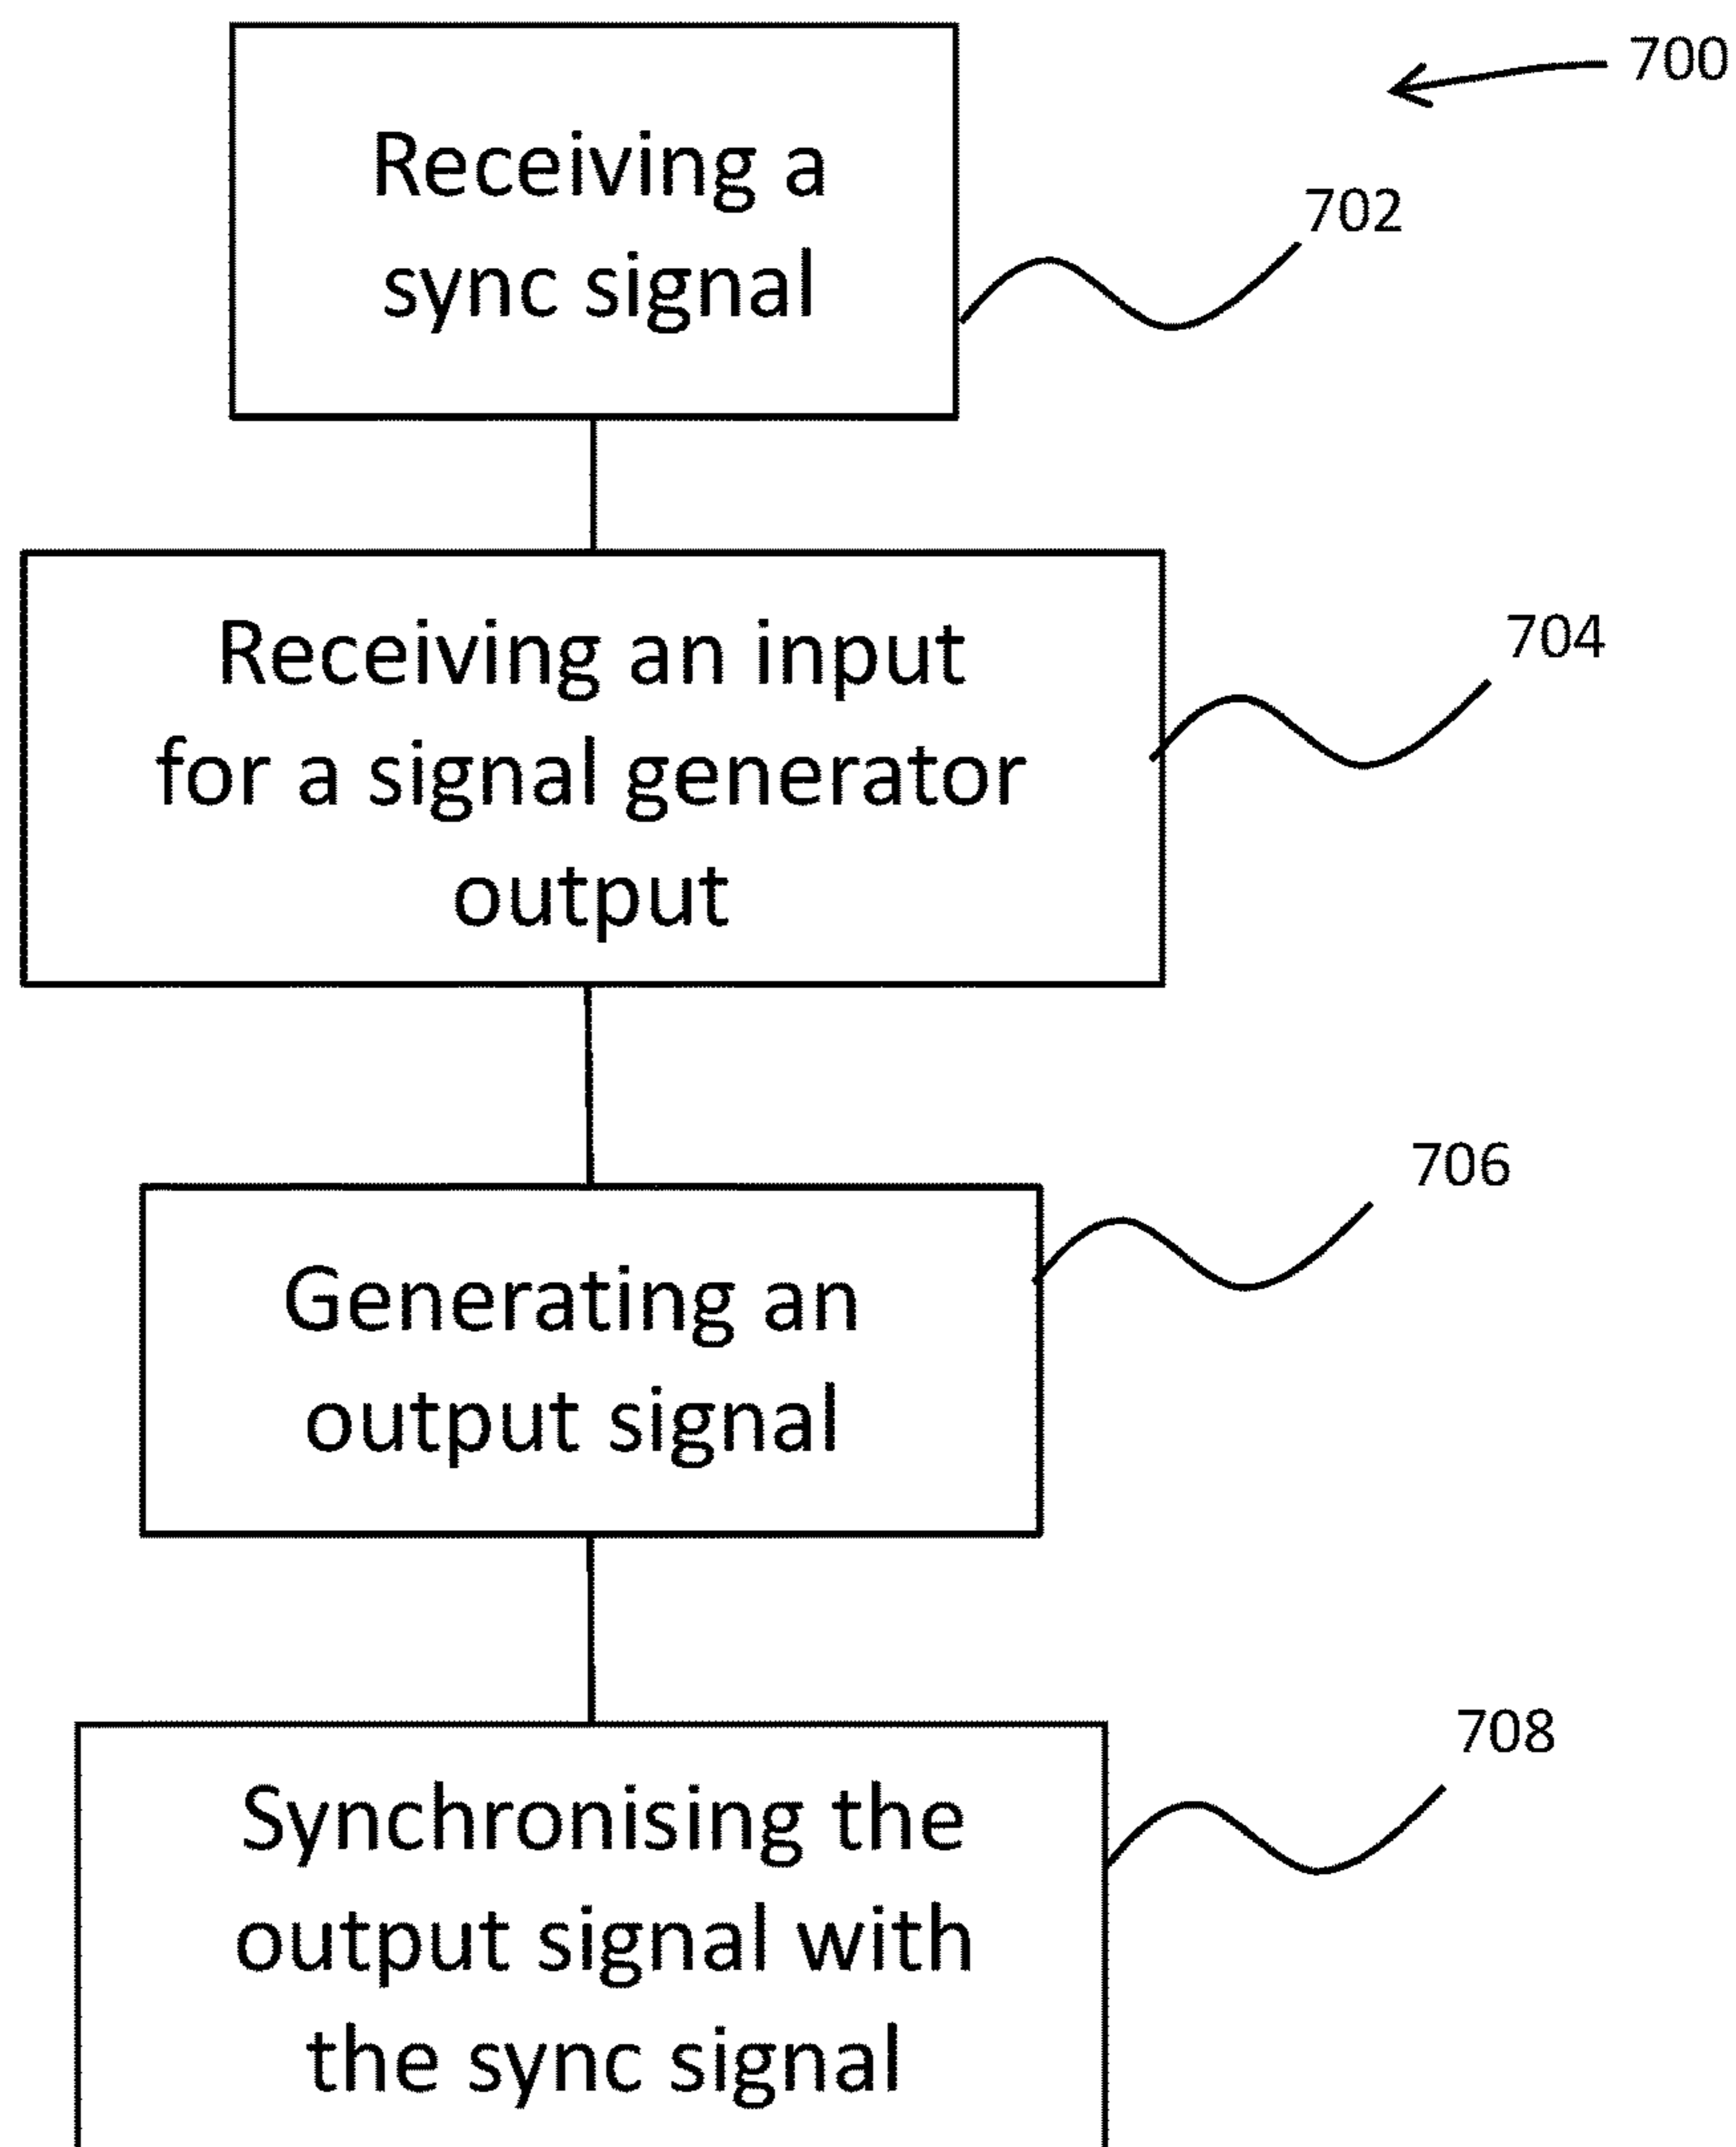 700
Receiving a
sync signal
702
Receiving an input
for a signal generator
output
704
Generating an
output signal
706
Synchronising the
output signal with
the sync signal
708